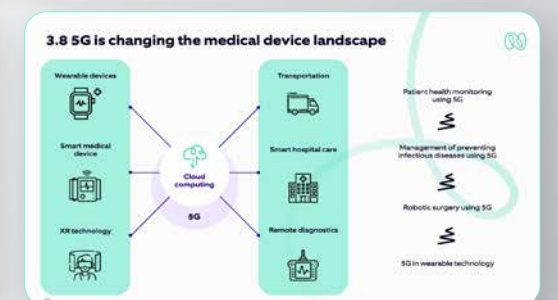 3.8 5G is changing the medical device landscape
Wearable devices
Smart medical
device
XR technology
Cloud
computing
5G
Transportation
Smart hospital care
Remote diagnostics
Patient health monitoring
using 5G
Management of preventing
infectious diseases using 5G
Robotic surgery using 5G
5G in wearable technology